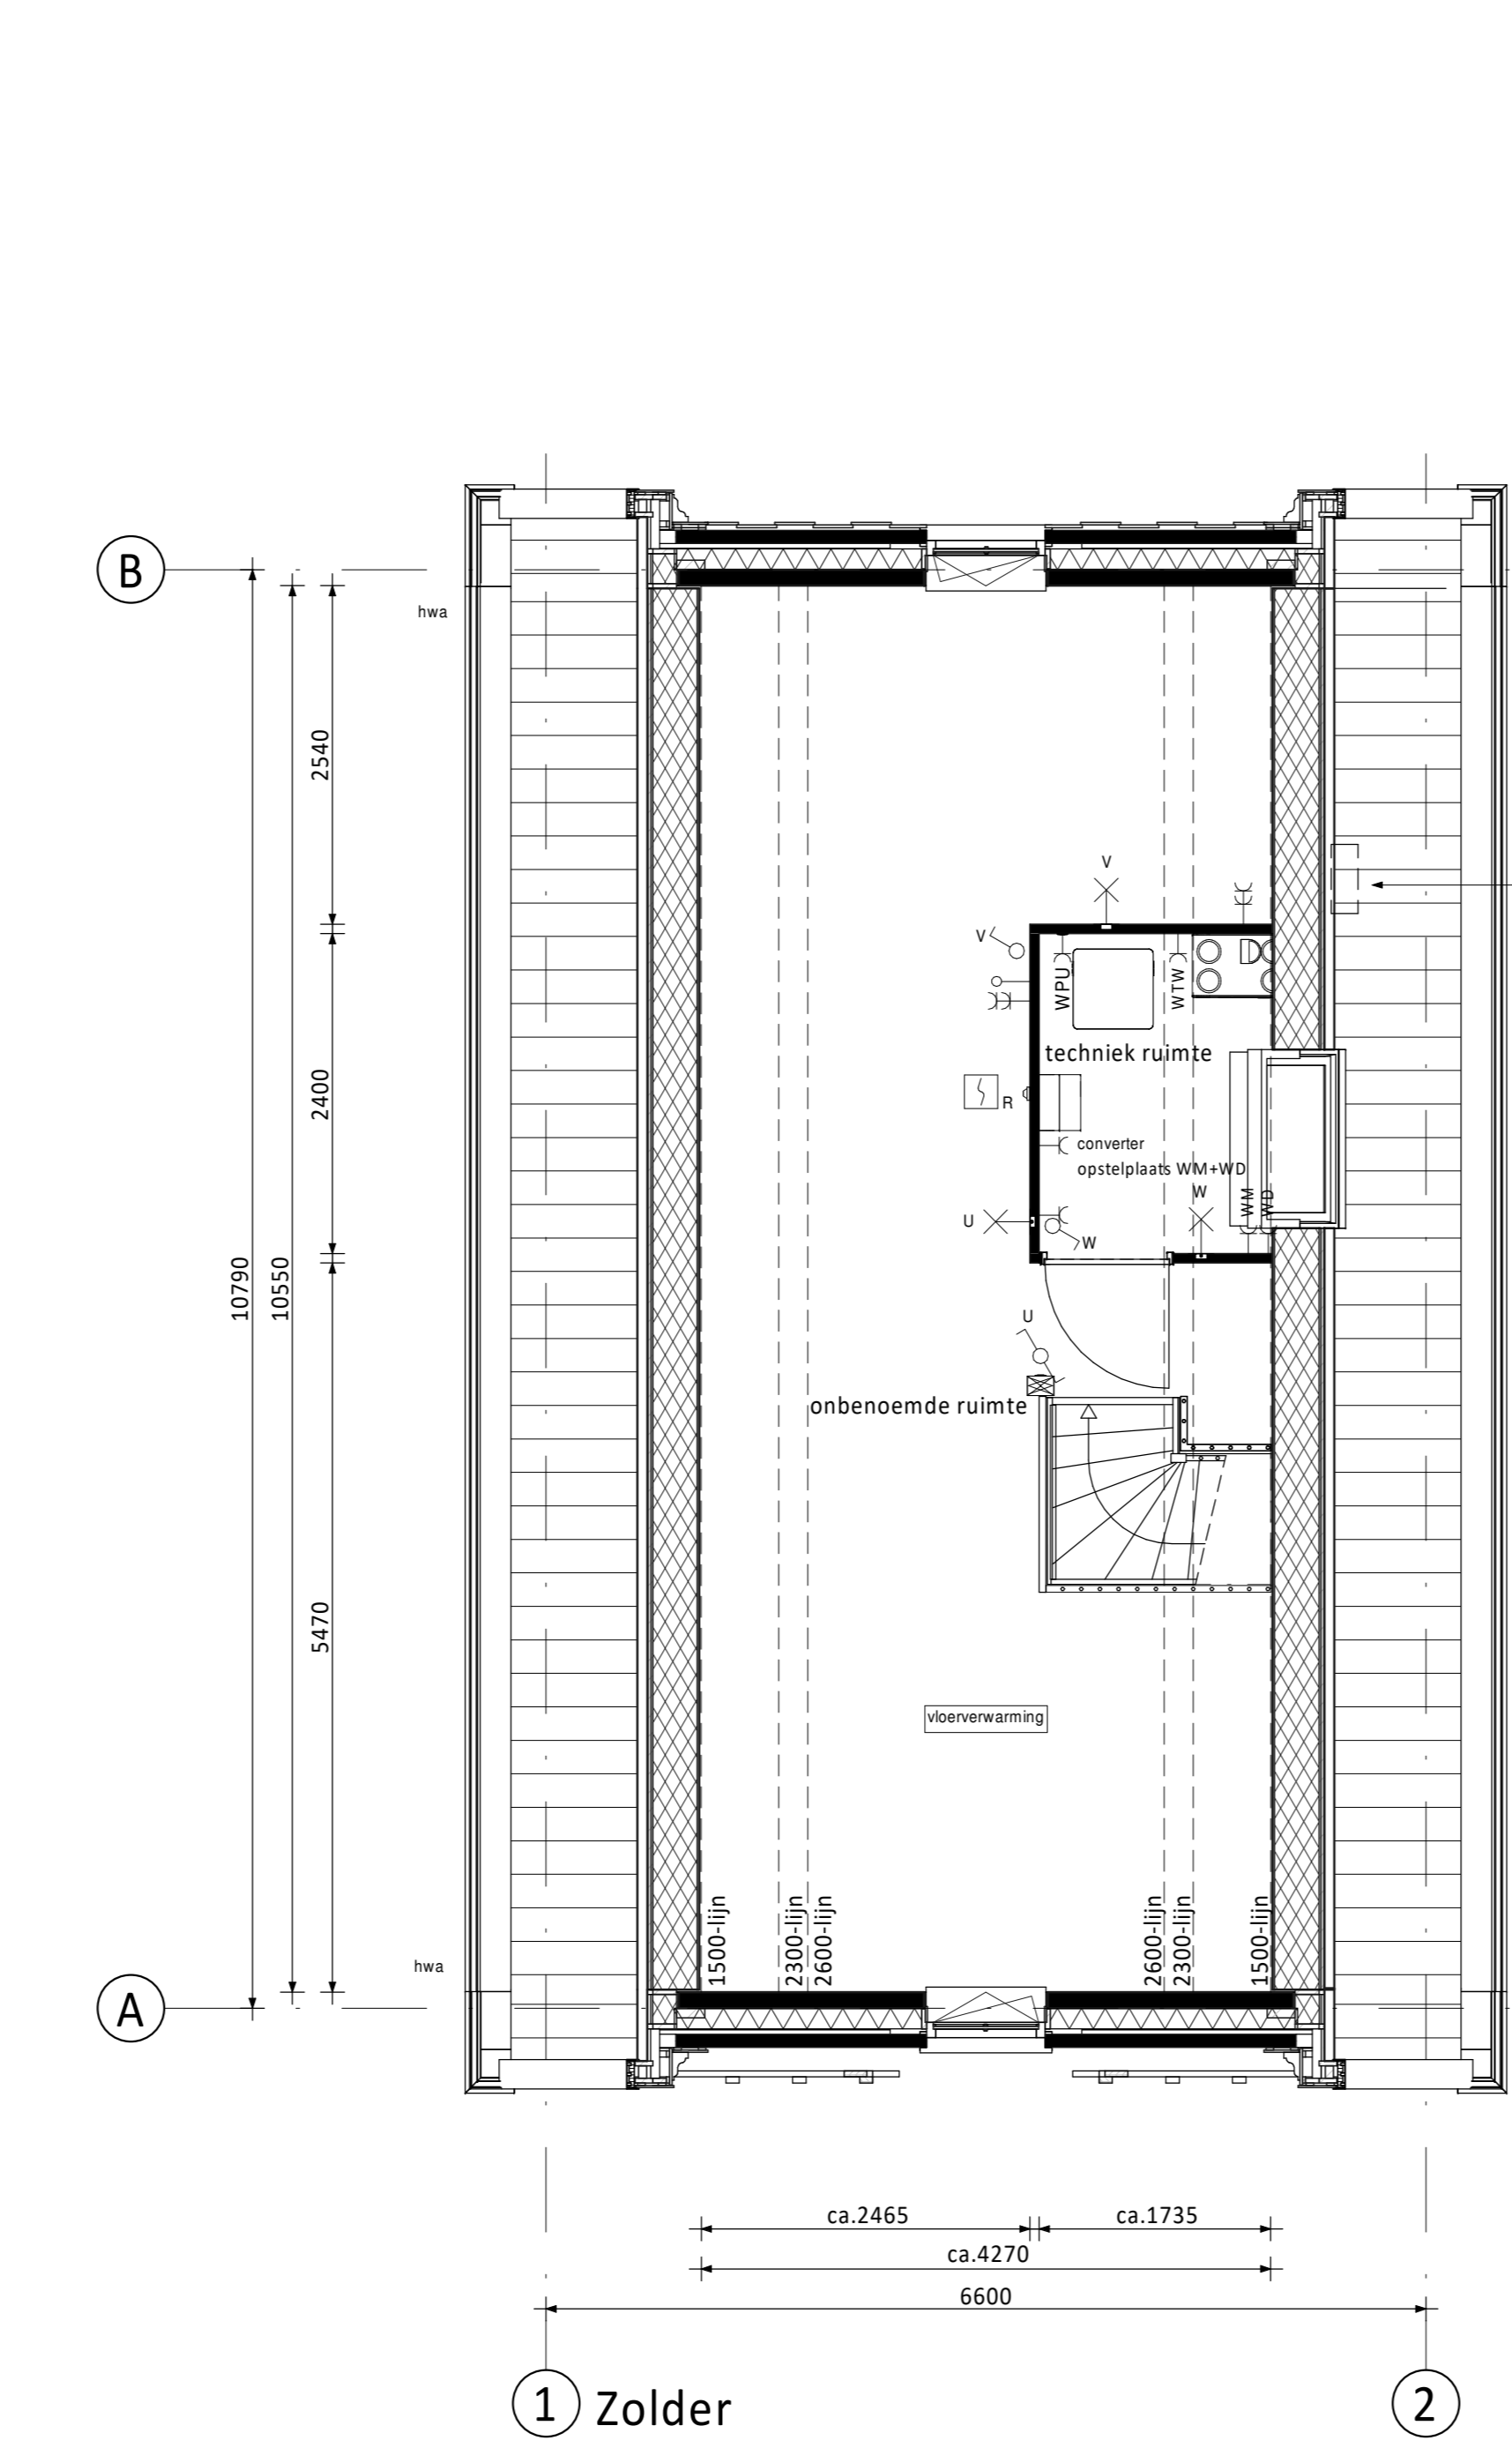 B
hwa
2540
V
V
WPU
WTW
D
techniek ruimte
2400
R
converter
opstelplaats WM+WD
W
WM
WD
U
W
10790
10550
U
onbenoemde ruimte
5470
vloerverwarming
1500-lijn
2300-lijn
2600-lijn
2600-lijn
2300-lijn
1500-lijn
hwa
A
ca.2465
ca.1735
ca.4270
6600
1
Zolder
2